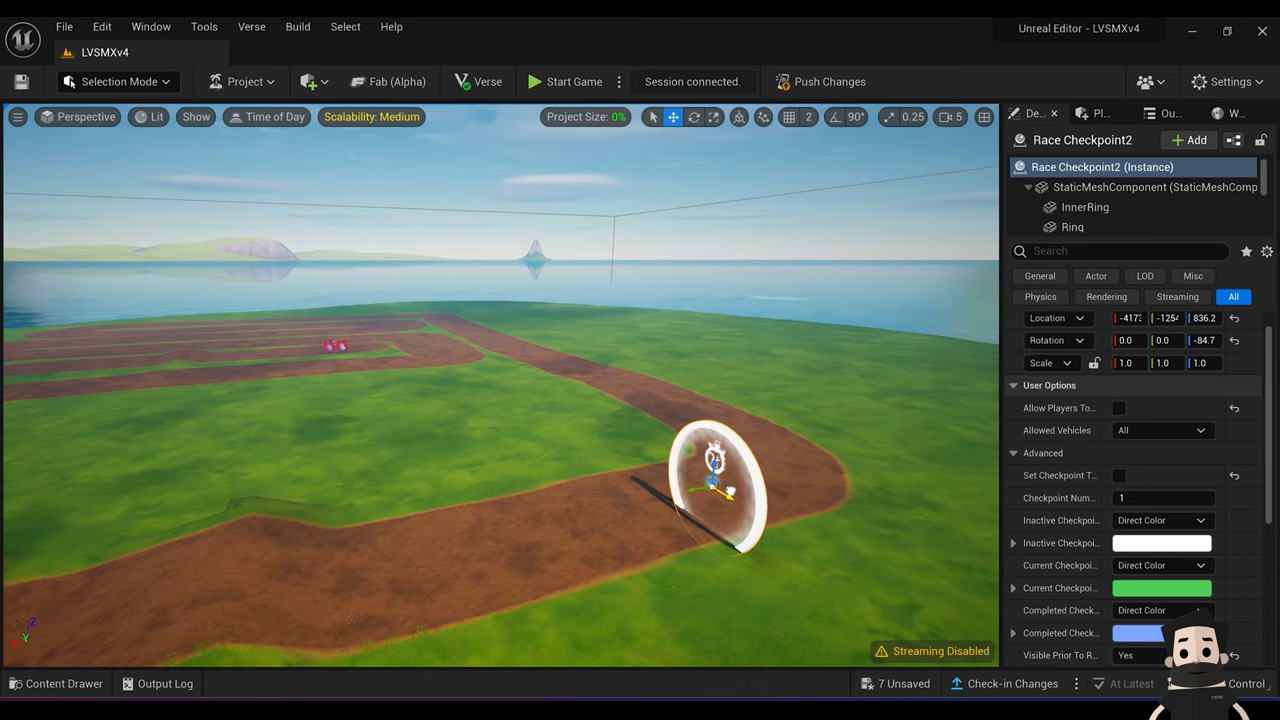 File Edit Window Tools Verse Build Select Help
Unreal Editor - LVSMXv4
LVSMXv4
Selection Mode Project Fab (Alpha) Verse Start Game Session connected. Push Changes Settings
Perspective Lit Show Time of Day Scalability: Medium Project Size: 0% 2 90° 0.25 5
De... Pl... Ou... W...
Race Checkpoint2 Add
Race Checkpoint2 (Instance)
StaticMeshComponent (StaticMeshComp
InnerRing
Ring
Search
General Actor LOD Misc
Physics Rendering Streaming All
Location -4173 -1254 836.2
Rotation 0.0 0.0 -84.7
Scale 1.0 1.0 1.0
User Options
Allow Players To...
Allowed Vehicles All
Advanced
Set Checkpoint T...
Checkpoint Num... 1
Inactive Checkpoi... Direct Color
Inactive Checkpoi...
Current Checkpoi... Direct Color
Current Checkpoi...
Completed Check... Direct Color
Completed Check...
Visible Prior To R... Yes
Z
Y
Streaming Disabled
Content Drawer Output Log 7 Unsaved Check-in Changes At Latest Control